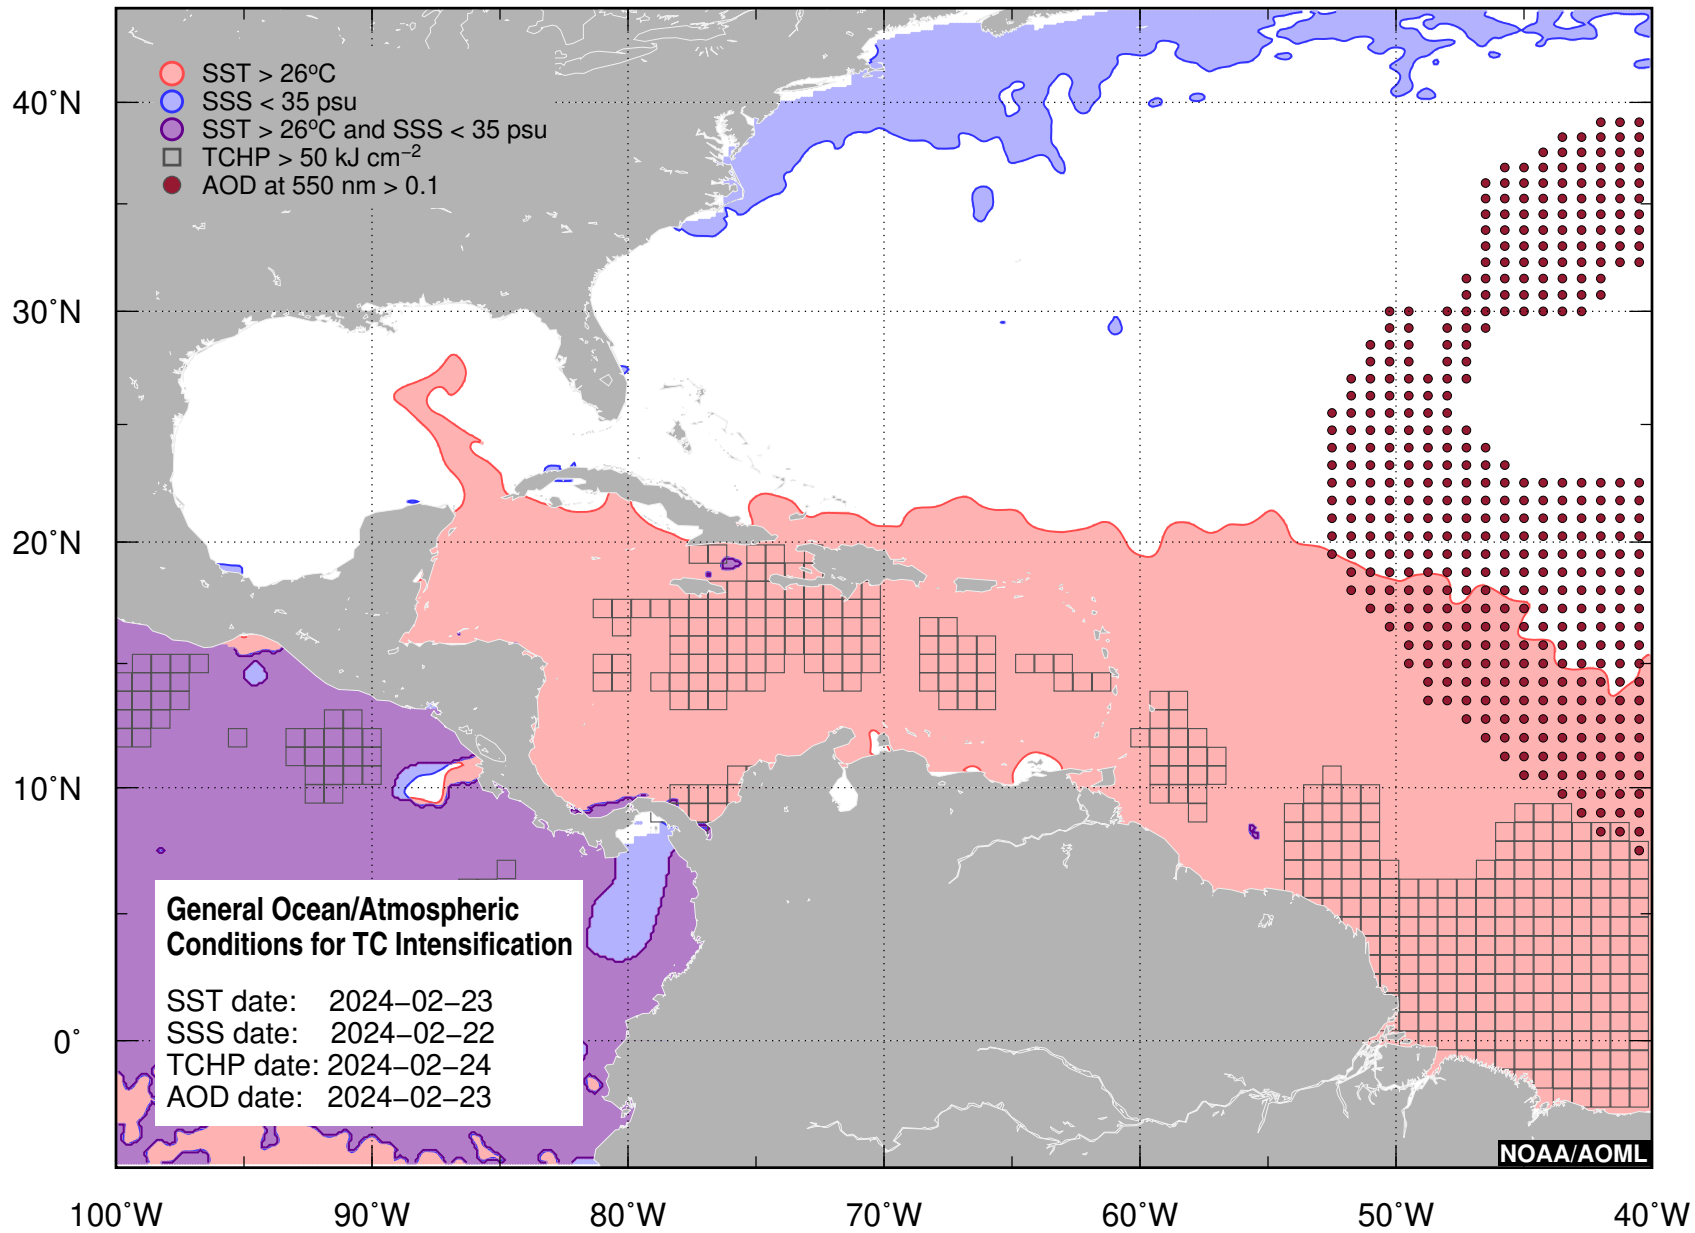 SST > 26°C
SSS < 35 psu
SST > 26°C and SSS < 35 psu
TCHP > 50 kJ cm⁻²
AOD at 550 nm > 0.1
40°N
30°N
20°N
10°N
0°
General Ocean/Atmospheric
Conditions for TC Intensification
SST date: 2024−02−23
SSS date: 2024−02−22
TCHP date: 2024−02−24
AOD date: 2024−02−23
NOAA/AOML
100°W 90°W 80°W 70°W 60°W 50°W 40°W